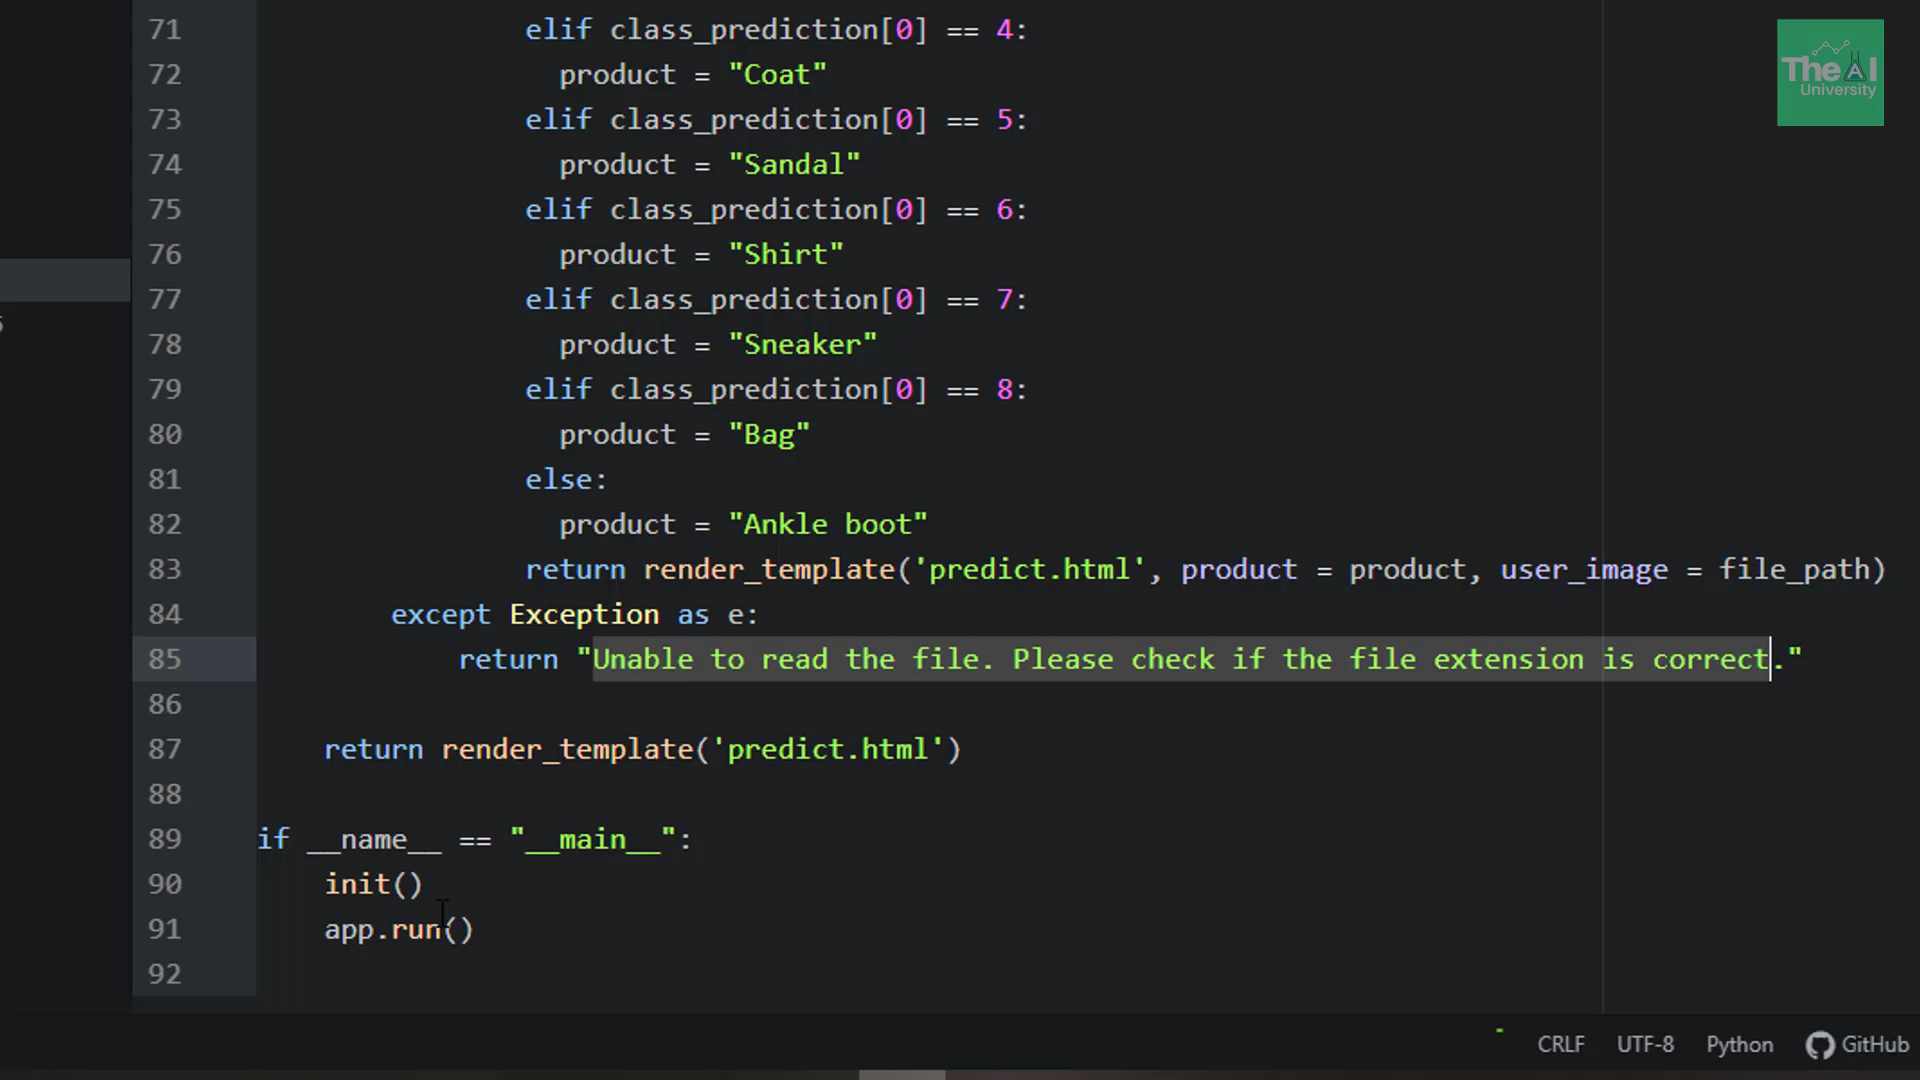 71 elif class_prediction[0] == 4:
72 product = "Coat"
73 elif class_prediction[0] == 5:
74 product = "Sandal"
75 elif class_prediction[0] == 6:
76 product = "Shirt"
77 elif class_prediction[0] == 7:
78 product = "Sneaker"
79 elif class_prediction[0] == 8:
80 product = "Bag"
81 else:
82 product = "Ankle boot"
83 return render_template('predict.html', product = product, user_image = file_path)
84 except Exception as e:
85 return "Unable to read the file. Please check if the file extension is correct."
86
87 return render_template('predict.html')
88
89 if __name__ == "__main__":
90 init()
91 app.run()
92
The AI
University
CRLF UTF-8 Python GitHub